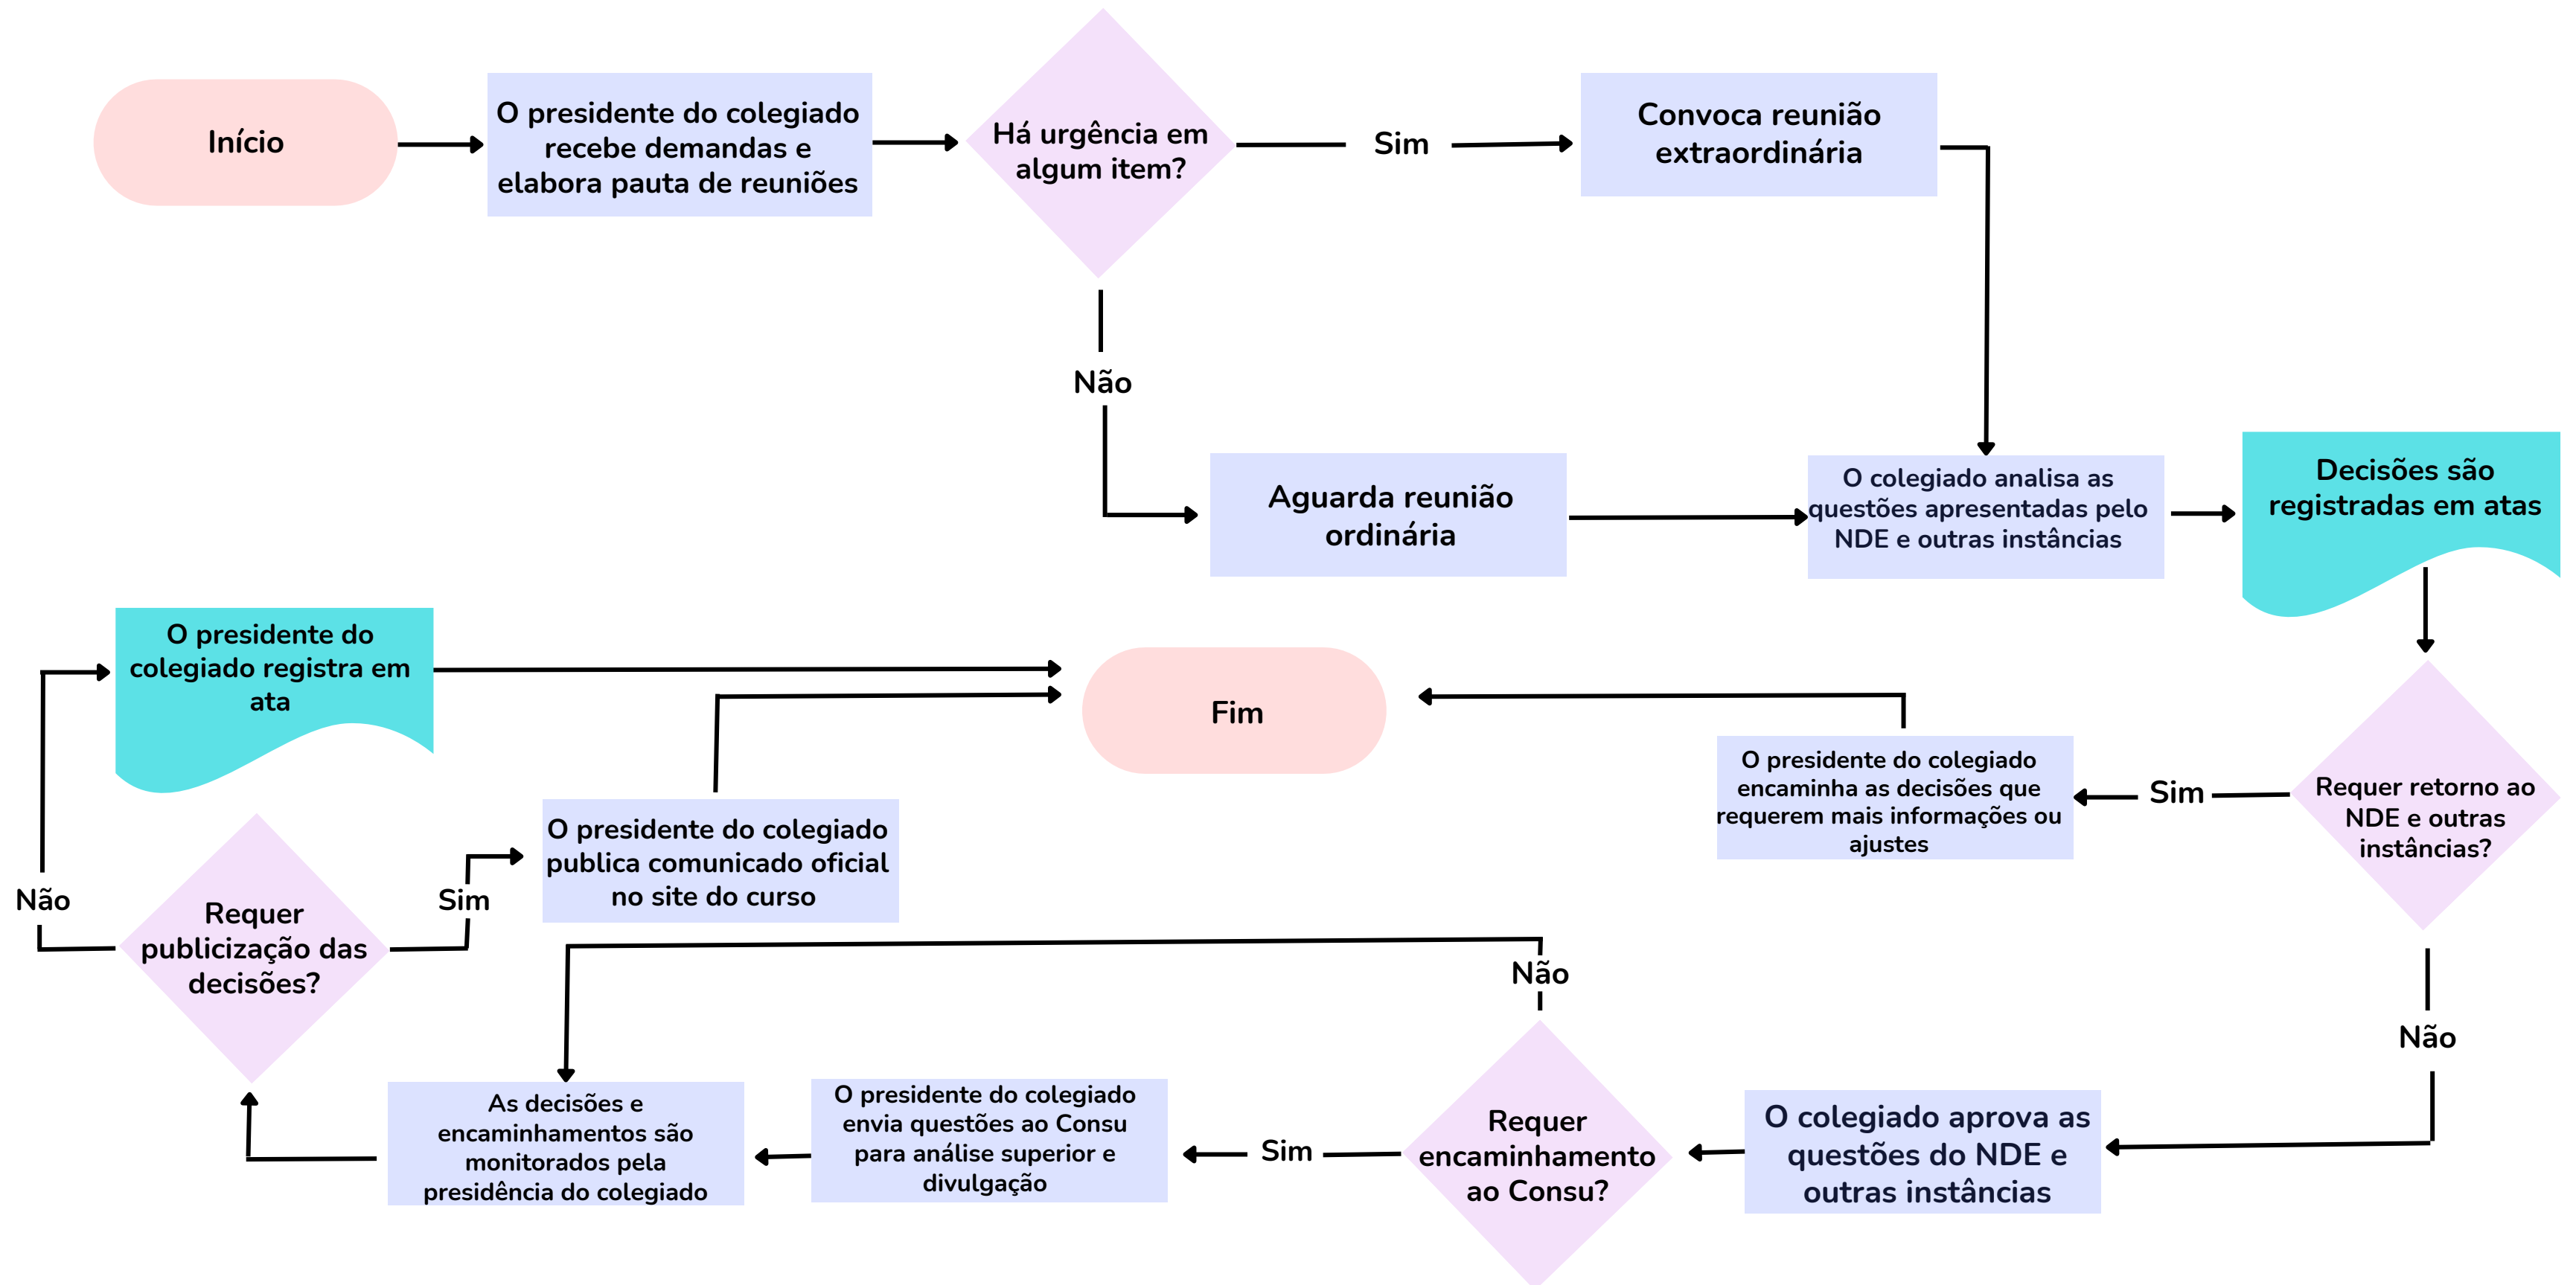 Início
O presidente do colegiado
recebe demandas e
elabora pauta de reuniões
Há urgência em
algum item?
Sim
Convoca reunião
extraordinária
Não
Aguarda reunião
ordinária
O colegiado analisa as
questões apresentadas pelo
NDE e outras instâncias
Decisões são
registradas em atas
Requer retorno ao
NDE e outras
instâncias?
Sim
O presidente do colegiado
encaminha as decisões que
requerem mais informações ou
ajustes
Fim
Não
O colegiado aprova as
questões do NDE e
outras instâncias
Requer
encaminhamento
ao Consu?
Não
Sim
O presidente do colegiado
envia questões ao Consu
para análise superior e
divulgação
As decisões e
encaminhamentos são
monitorados pela
presidência do colegiado
Requer
publicização das
decisões?
Sim
O presidente do colegiado
publica comunicado oficial
no site do curso
Não
O presidente do
colegiado registra em
ata